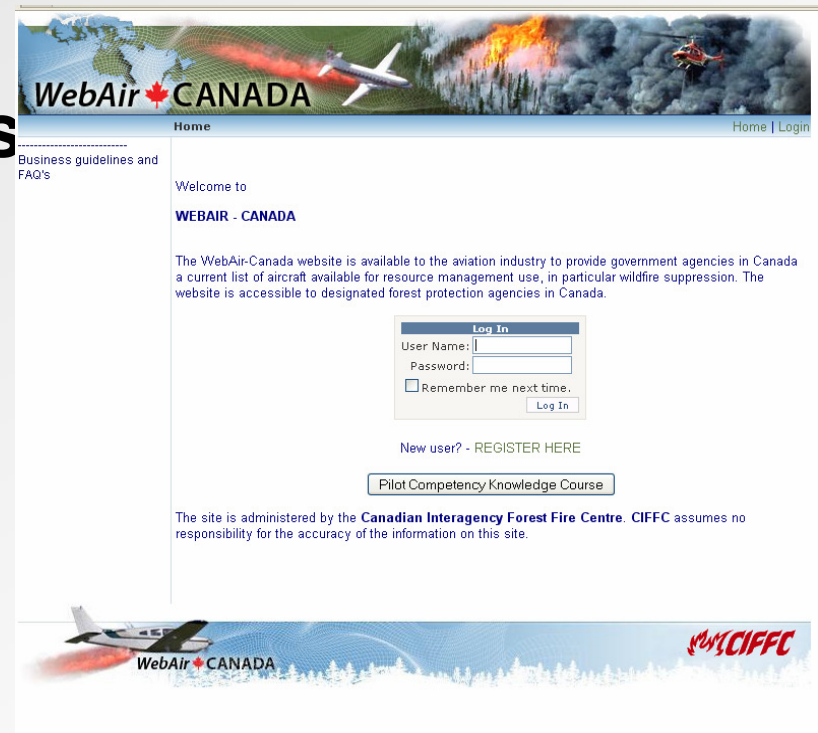 WebAir CANADA
s
Home
Home | Login
---------------------------
Business guidelines and
FAQ's
Welcome to
WEBAIR - CANADA
The WebAir-Canada website is available to the aviation industry to provide government agencies in Canada
a current list of aircraft available for resource management use, in particular wildfire suppression. The
website is accessible to designated forest protection agencies in Canada.
Log In
User Name:
Password:
Remember me next time.
Log In
New user? - REGISTER HERE
Pilot Competency Knowledge Course
The site is administered by the Canadian Interagency Forest Fire Centre. CIFFC assumes no
responsibility for the accuracy of the information on this site.
WebAir CANADA
CIFFC